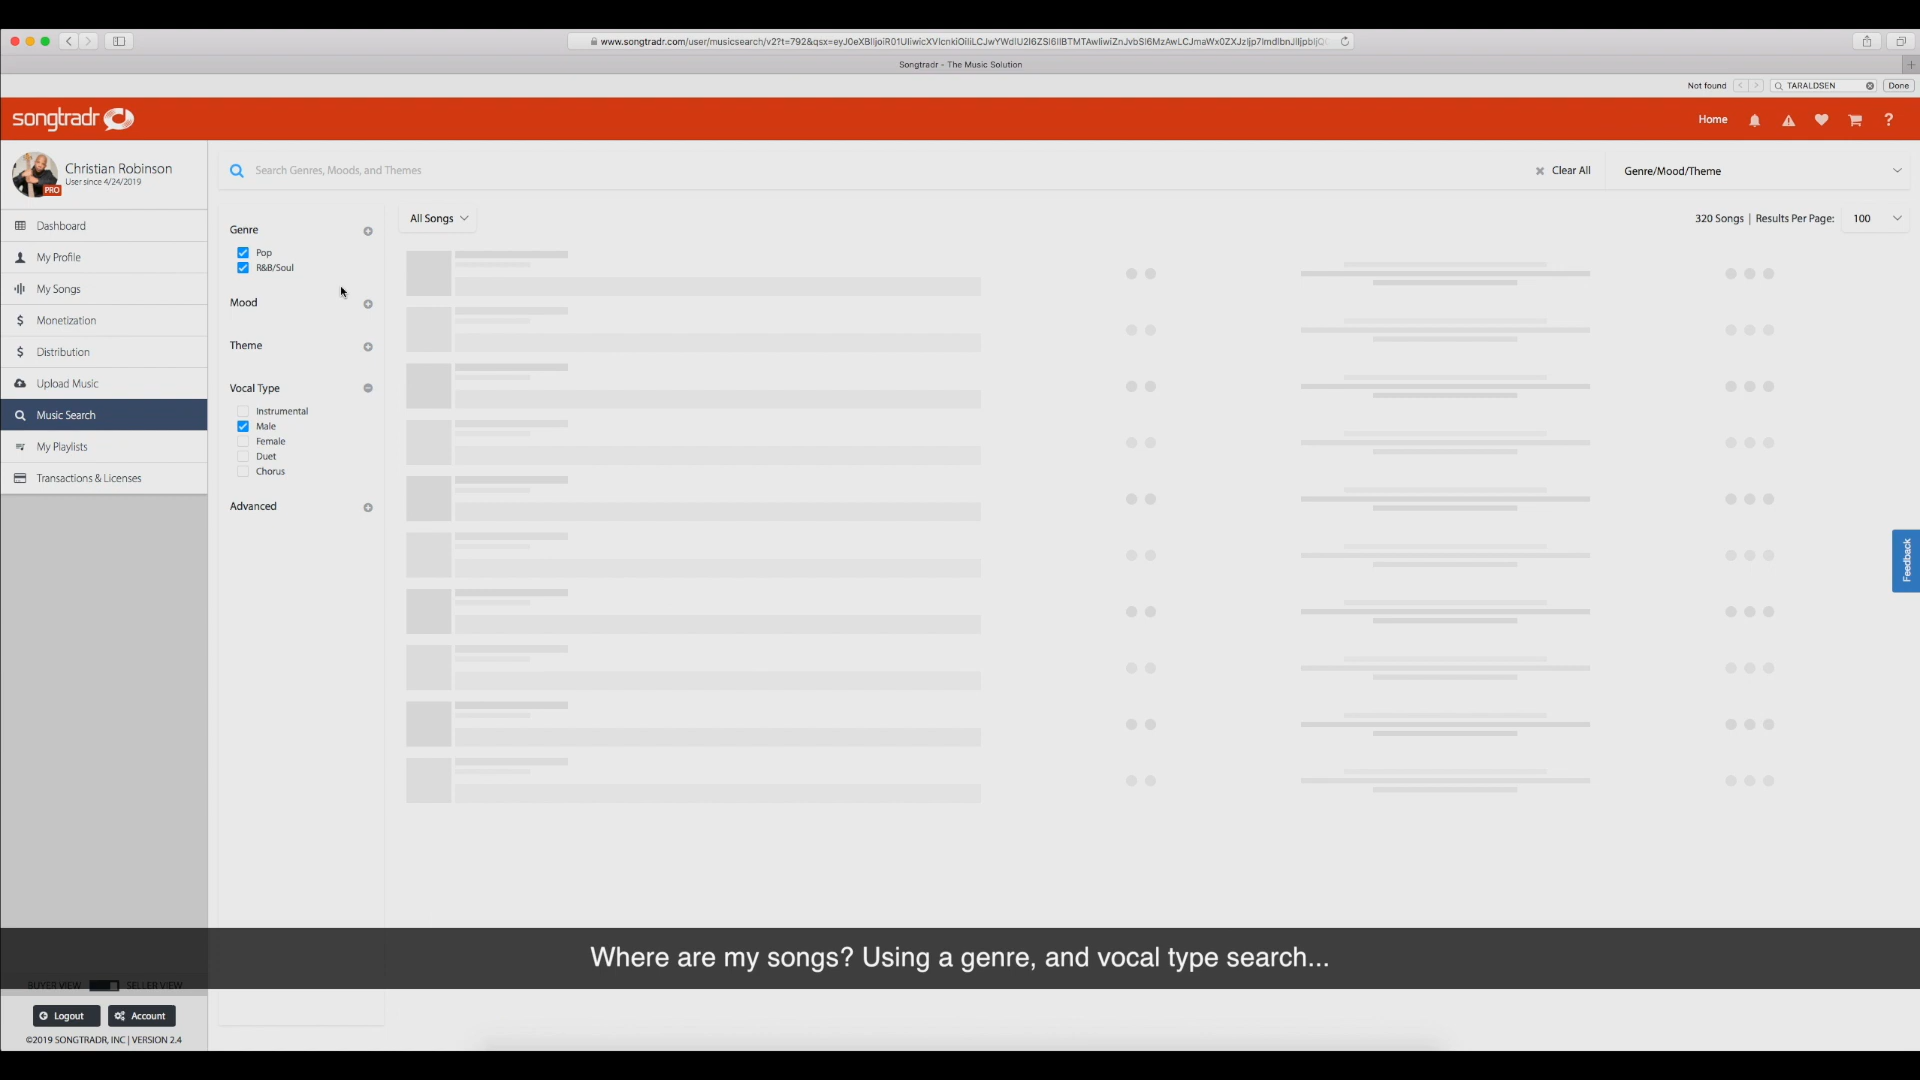 www.songtradr.com/user/musicsearch/v2?t=792&qsx=
Songtradr - The Music Solution
Not found
TARALDSEN
Done
songtradr
Home
?
Christian Robinson
User since 4/24/2019
PRO
Search Genres, Moods, and Themes
Clear All
Genre/Mood/Theme
Dashboard
My Profile
My Songs
Monetization
Distribution
Upload Music
Music Search
My Playlists
Transactions & Licenses
Genre
Pop
R&B/Soul
Mood
Theme
Vocal Type
Instrumental
Male
Female
Duet
Chorus
Advanced
All Songs
320 Songs | Results Per Page: 100
Feedback
Where are my songs? Using a genre, and vocal type search...
BUYER VIEW
SELLER VIEW
Logout
Account
©2019 SONGTRADR, INC | VERSION 2.4